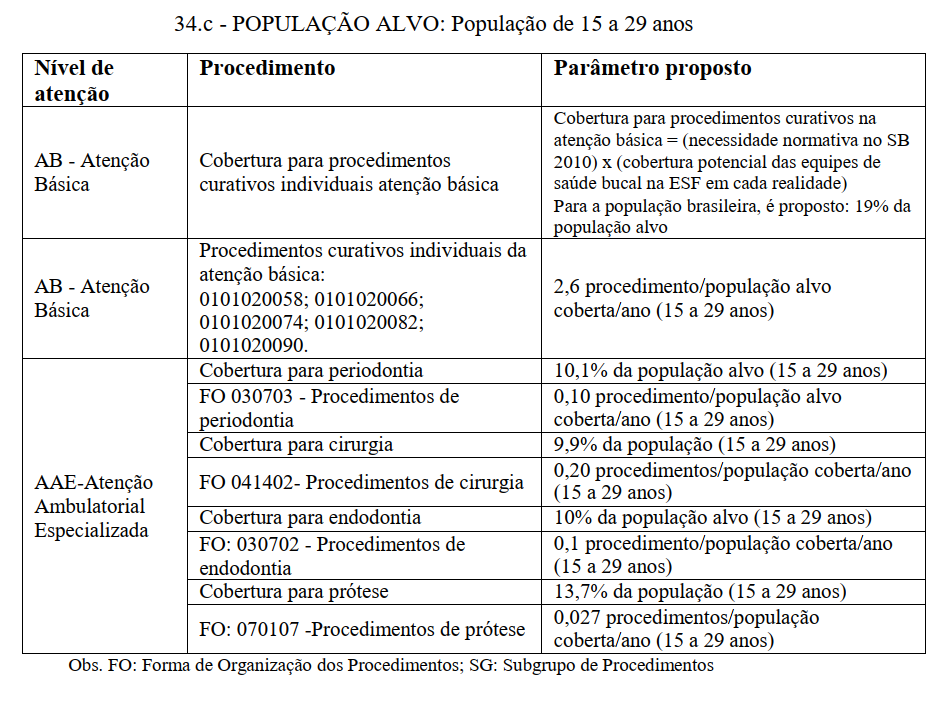 34.c - POPULAÇÃO ALVO: População de 15 a 29 anos
Nível de
atenção
Procedimento
Parâmetro proposto
AB - Atenção
Básica
Cobertura para procedimentos
curativos individuais atenção básica
Cobertura para procedimentos curativos na
atenção básica = (necessidade normativa no SB
2010) x (cobertura potencial das equipes de
saúde bucal na ESF em cada realidade)
Para a população brasileira, é proposto: 19% da
população alvo
AB - Atenção
Básica
Procedimentos curativos individuais da
atenção básica:
0101020058; 0101020066;
0101020074; 0101020082;
0101020090.
2,6 procedimento/população alvo
coberta/ano (15 a 29 anos)
AAE-Atenção
Ambulatorial
Especializada
Cobertura para periodontia
10,1% da população alvo (15 a 29 anos)
FO 030703 - Procedimentos de
periodontia
0,10 procedimento/população alvo
coberta/ano (15 a 29 anos)
Cobertura para cirurgia
9,9% da população (15 a 29 anos)
FO 041402- Procedimentos de cirurgia
0,20 procedimentos/população coberta/ano
(15 a 29 anos)
Cobertura para endodontia
10% da população alvo (15 a 29 anos)
FO: 030702 - Procedimentos de
endodontia
0,1 procedimento/população coberta/ano
(15 a 29 anos)
Cobertura para prótese
13,7% da população (15 a 29 anos)
FO: 070107 -Procedimentos de prótese
0,027 procedimentos/população
coberta/ano (15 a 29 anos)
Obs. FO: Forma de Organização dos Procedimentos; SG: Subgrupo de Procedimentos